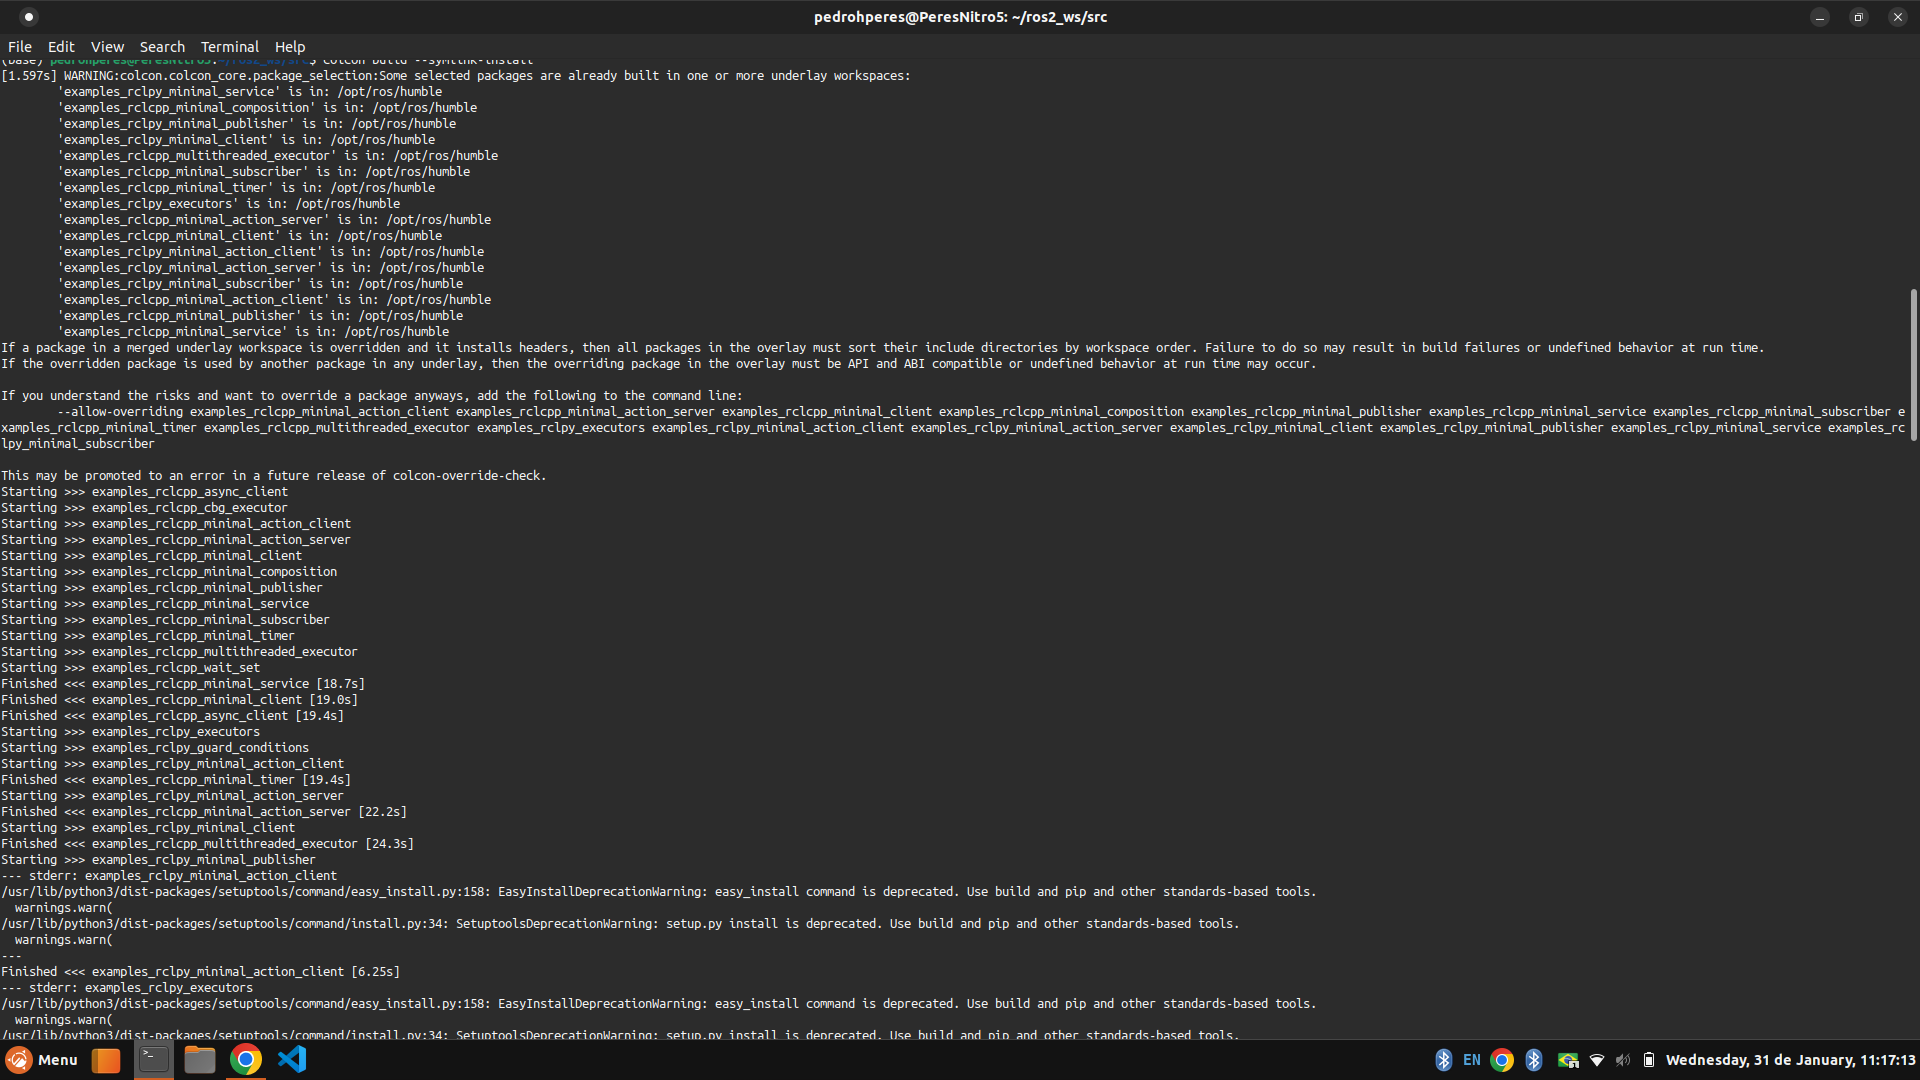 pedrohperes@PeresNitro5: ~/ros2_ws/src
File Edit View Search Terminal Help
(base) pedrohperes@PeresNitro5:~/ros2_ws/src$ colcon build --symlink-install
[1.597s] WARNING:colcon.colcon_core.package_selection:Some selected packages are already built in one or more underlay workspaces:
'examples_rclpy_minimal_service' is in: /opt/ros/humble
'examples_rclcpp_minimal_composition' is in: /opt/ros/humble
'examples_rclpy_minimal_publisher' is in: /opt/ros/humble
'examples_rclpy_minimal_client' is in: /opt/ros/humble
'examples_rclcpp_multithreaded_executor' is in: /opt/ros/humble
'examples_rclcpp_minimal_subscriber' is in: /opt/ros/humble
'examples_rclcpp_minimal_timer' is in: /opt/ros/humble
'examples_rclpy_executors' is in: /opt/ros/humble
'examples_rclcpp_minimal_action_server' is in: /opt/ros/humble
'examples_rclcpp_minimal_client' is in: /opt/ros/humble
'examples_rclpy_minimal_action_client' is in: /opt/ros/humble
'examples_rclpy_minimal_action_server' is in: /opt/ros/humble
'examples_rclpy_minimal_subscriber' is in: /opt/ros/humble
'examples_rclcpp_minimal_action_client' is in: /opt/ros/humble
'examples_rclcpp_minimal_publisher' is in: /opt/ros/humble
'examples_rclcpp_minimal_service' is in: /opt/ros/humble
If a package in a merged underlay workspace is overridden and it installs headers, then all packages in the overlay must sort their include directories by workspace order. Failure to do so may result in build failures or undefined behavior at run time.
If the overridden package is used by another package in any underlay, then the overriding package in the overlay must be API and ABI compatible or undefined behavior at run time may occur.
If you understand the risks and want to override a package anyways, add the following to the command line:
--allow-overriding examples_rclcpp_minimal_action_client examples_rclcpp_minimal_action_server examples_rclcpp_minimal_client examples_rclcpp_minimal_composition examples_rclcpp_minimal_publisher examples_rclcpp_minimal_service examples_rclcpp_minimal_subscriber e
xamples_rclcpp_minimal_timer examples_rclcpp_multithreaded_executor examples_rclpy_executors examples_rclpy_minimal_action_client examples_rclpy_minimal_action_server examples_rclpy_minimal_client examples_rclpy_minimal_publisher examples_rclpy_minimal_service examples_rc
lpy_minimal_subscriber
This may be promoted to an error in a future release of colcon-override-check.
Starting >>> examples_rclcpp_async_client
Starting >>> examples_rclcpp_cbg_executor
Starting >>> examples_rclcpp_minimal_action_client
Starting >>> examples_rclcpp_minimal_action_server
Starting >>> examples_rclcpp_minimal_client
Starting >>> examples_rclcpp_minimal_composition
Starting >>> examples_rclcpp_minimal_publisher
Starting >>> examples_rclcpp_minimal_service
Starting >>> examples_rclcpp_minimal_subscriber
Starting >>> examples_rclcpp_minimal_timer
Starting >>> examples_rclcpp_multithreaded_executor
Starting >>> examples_rclcpp_wait_set
Finished <<< examples_rclcpp_minimal_service [18.7s]
Finished <<< examples_rclcpp_minimal_client [19.0s]
Finished <<< examples_rclcpp_async_client [19.4s]
Starting >>> examples_rclpy_executors
Starting >>> examples_rclpy_guard_conditions
Starting >>> examples_rclpy_minimal_action_client
Finished <<< examples_rclcpp_minimal_timer [19.4s]
Starting >>> examples_rclpy_minimal_action_server
Finished <<< examples_rclcpp_minimal_action_server [22.2s]
Starting >>> examples_rclpy_minimal_client
Finished <<< examples_rclcpp_multithreaded_executor [24.3s]
Starting >>> examples_rclpy_minimal_publisher
--- stderr: examples_rclpy_minimal_action_client
/usr/lib/python3/dist-packages/setuptools/command/easy_install.py:158: EasyInstallDeprecationWarning: easy_install command is deprecated. Use build and pip and other standards-based tools.
warnings.warn(
/usr/lib/python3/dist-packages/setuptools/command/install.py:34: SetuptoolsDeprecationWarning: setup.py install is deprecated. Use build and pip and other standards-based tools.
warnings.warn(
---
Finished <<< examples_rclpy_minimal_action_client [6.25s]
--- stderr: examples_rclpy_executors
/usr/lib/python3/dist-packages/setuptools/command/easy_install.py:158: EasyInstallDeprecationWarning: easy_install command is deprecated. Use build and pip and other standards-based tools.
warnings.warn(
/usr/lib/python3/dist-packages/setuptools/command/install.py:34: SetuptoolsDeprecationWarning: setup.py install is deprecated. Use build and pip and other standards-based tools.
Menu EN Wednesday, 31 de January, 11:17:13